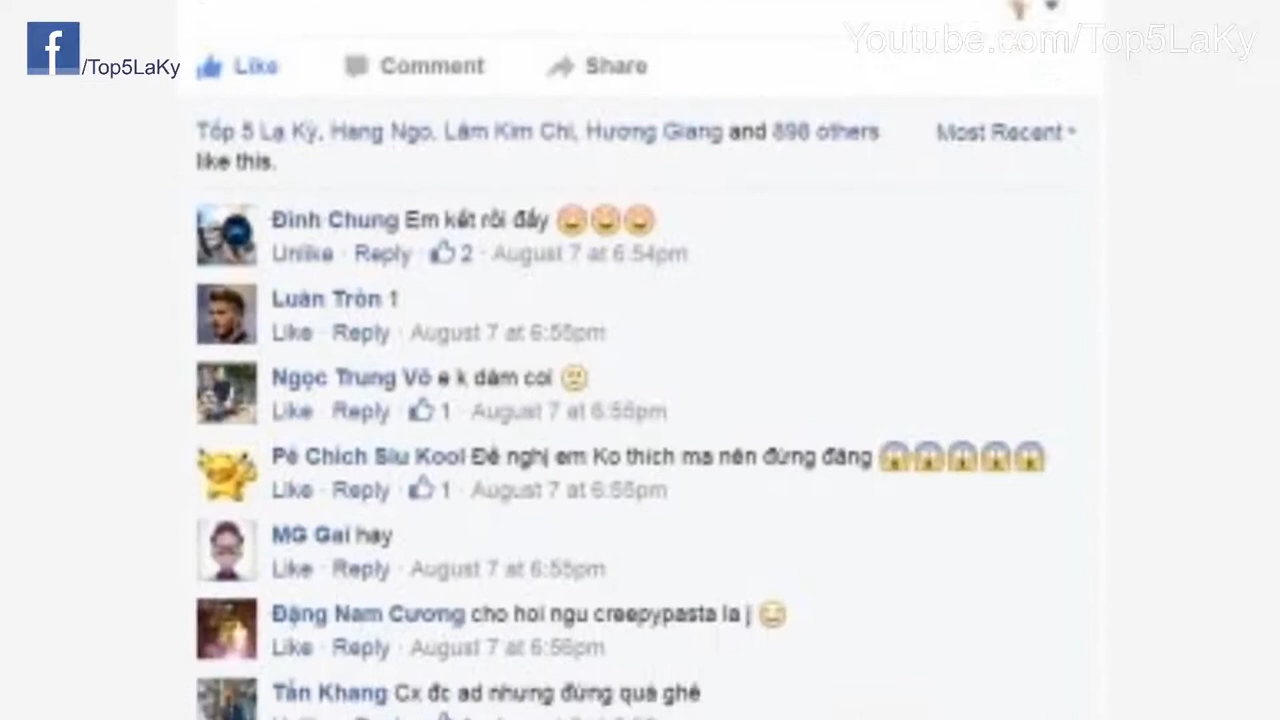 f /Top5LaKy
Youtube.com/Top5LaKy
Like Comment Share
Tốp 5 Lạ Kỳ, Hang Ngo, Lâm Kim Chi, Hương Giang and 898 others Most Recent
like this.
Đình Chung Em kết rồi đấy
Unlike · Reply · 2 · August 7 at 6:54pm
Luân Tròn 1
Like · Reply · August 7 at 6:55pm
Ngọc Trung Võ e k dám coi
Like · Reply · 1 · August 7 at 6:55pm
Pé Chích Siu Kool Đề nghị em Ko thích ma nên đừng đăng
Like · Reply · 1 · August 7 at 6:55pm
MG Gai hay
Like · Reply · August 7 at 6:55pm
Đặng Nam Cương cho hoi ngu creepypasta la j
Like · Reply · August 7 at 6:56pm
Tấn Khang Cx đc ad nhưng đừng quá ghê